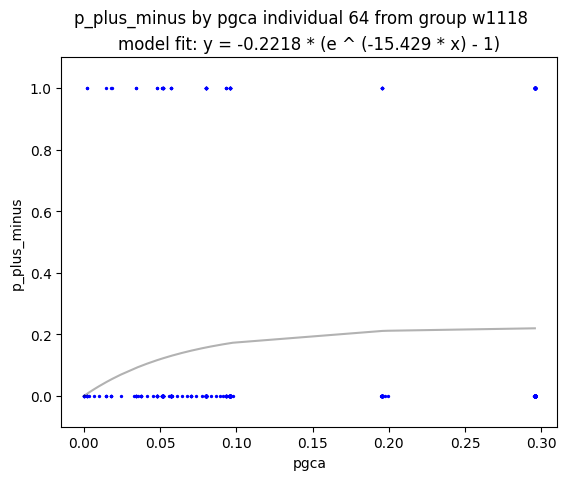 p_plus_minus by pgca individual 64 from group w1118
model fit: y = -0.2218 * (e ^ (-15.429 * x) - 1)
1.0
0.8
0.6
0.4
0.2
0.0
p_plus_minus
0.00 0.05 0.10 0.15 0.20 0.25 0.30
pgca